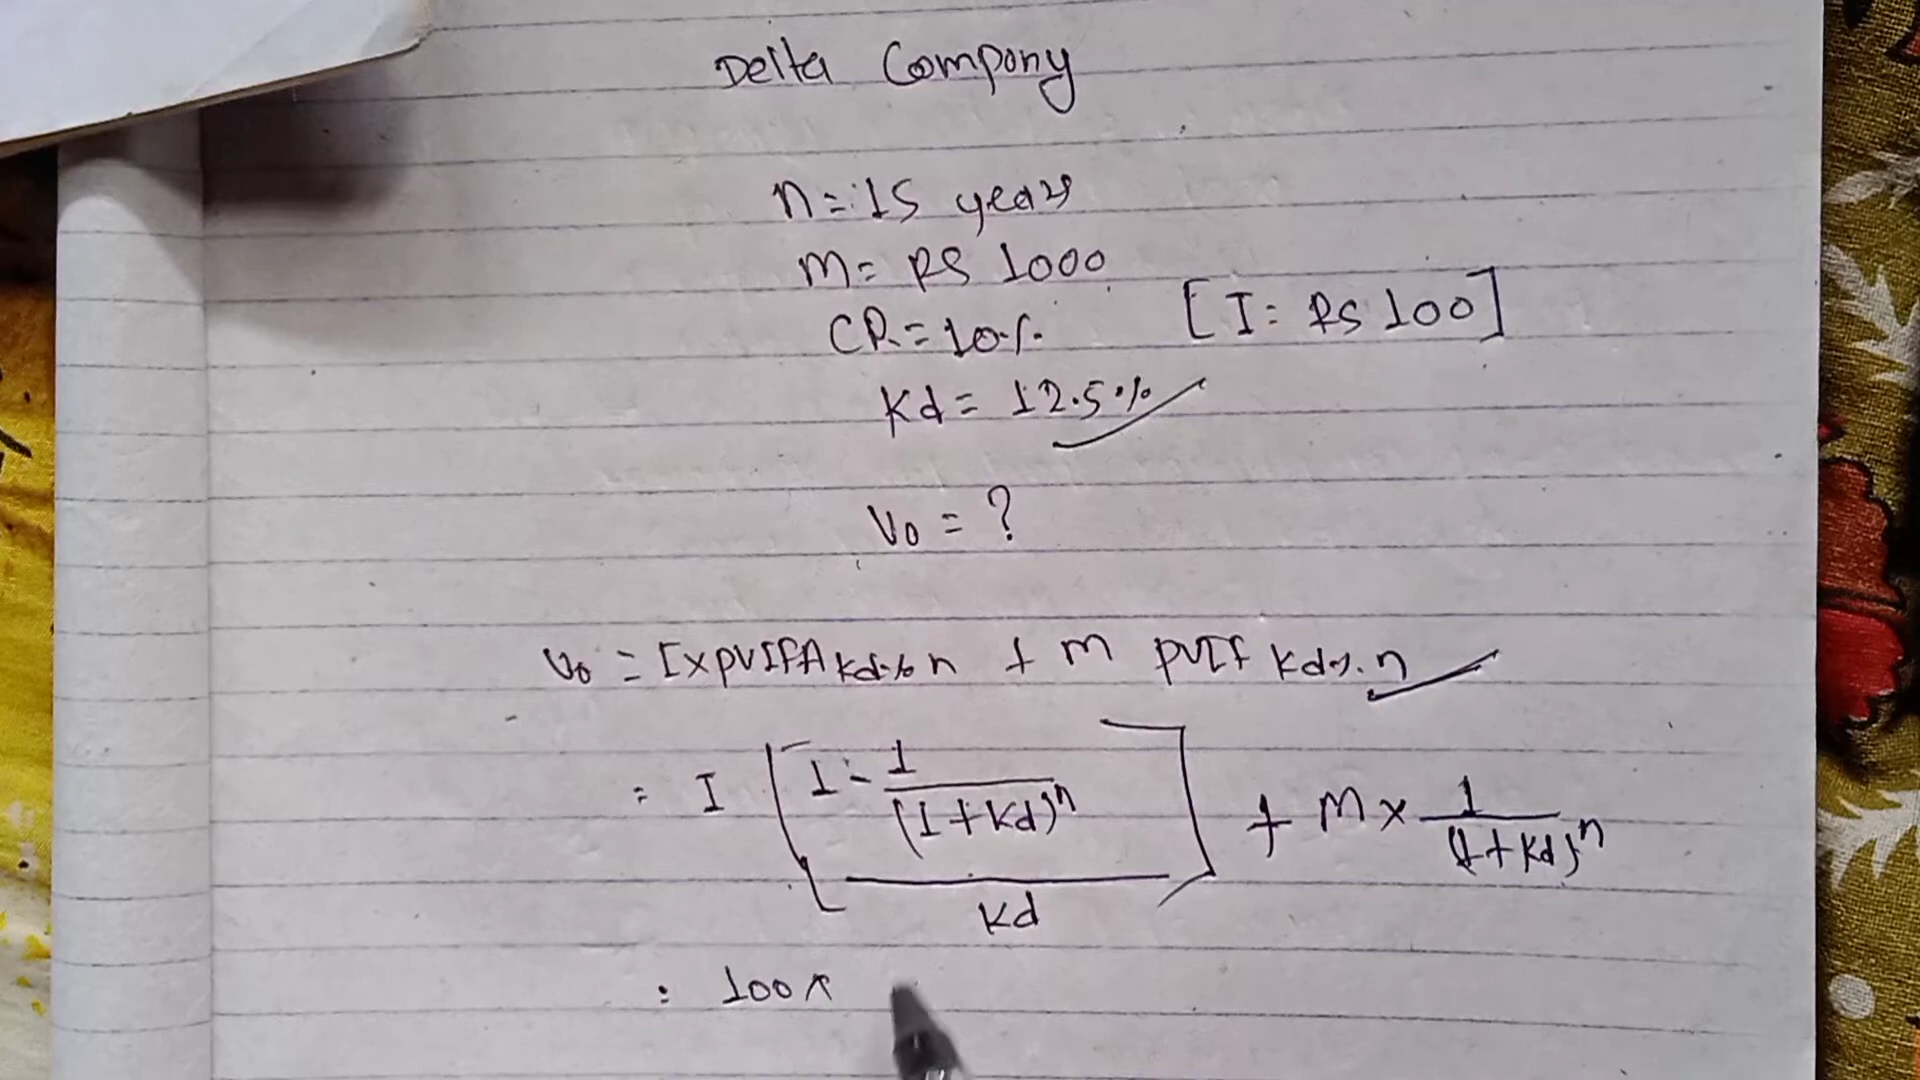 Delta Company
n = 15 years
M = RS 1000
CR = 10% [I = RS 100]
Kd = 12.5%
V0 = ?
V0 = I x PVIFA Kd% n + M PVIF Kd%. n
= I [ 1 - 1/(1+Kd)^n / Kd ] + M x 1/(1+Kd)^n
= 100 x